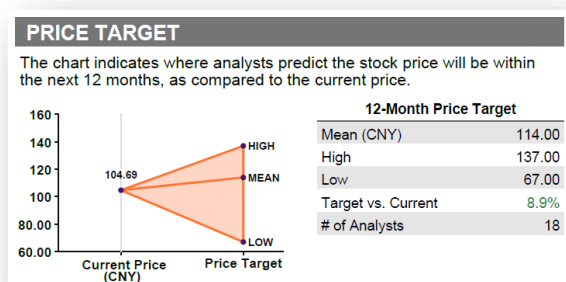 PRICE TARGET
The chart indicates where analysts predict the stock price will be within
the next 12 months, as compared to the current price.
160
140
120
100
80.00
60.00
104.69
HIGH
MEAN
LOW
Current Price
(CNY)
Price Target
12-Month Price Target
Mean (CNY) 114.00
High 137.00
Low 67.00
Target vs. Current 8.9%
# of Analysts 18